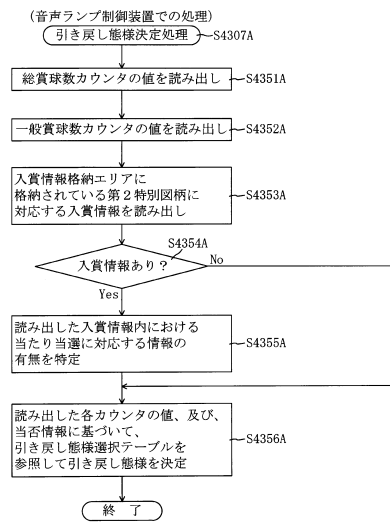 (音声ランプ制御装置での処理)
引き戻し態様決定処理
S4307A
総賞球数カウンタの値を読み出し
S4351A
一般賞球数カウンタの値を読み出し
S4352A
入賞情報格納エリアに
格納されている第２特別図柄に
対応する入賞情報を読み出し
S4353A
S4354A
入賞情報あり？
No
Yes
読み出した入賞情報内における
当たり当選に対応する情報の
有無を特定
S4355A
読み出した各カウンタの値、及び、
当否情報に基づいて、
引き戻し態様選択テーブルを
参照して引き戻し態様を決定
S4356A
終 了